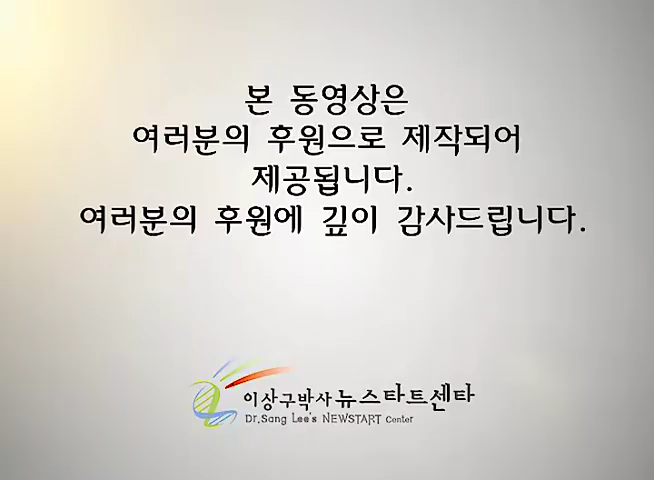 본 동영상은
여러분의 후원으로 제작되어
제공됩니다.
여러분의 후원에 깊이 감사드립니다.
이상구박사 뉴스타트센타
Dr.Sang Lee's NEWSTART Center